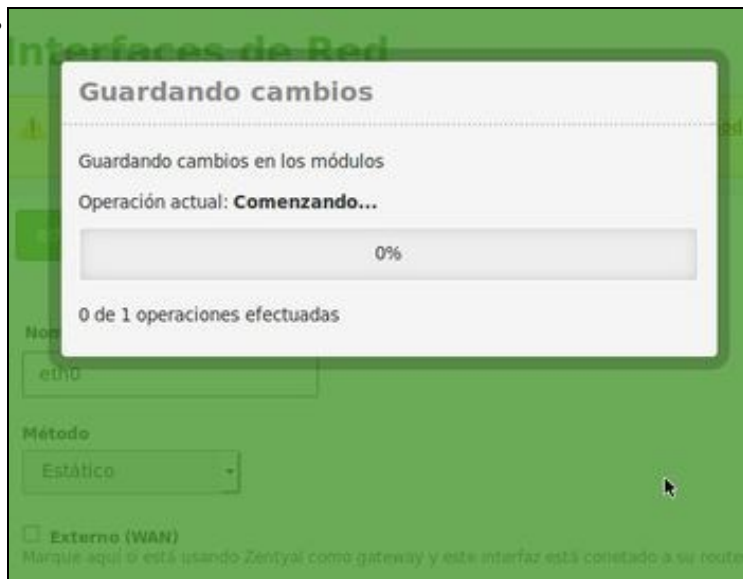 Interfaces de Red
Guardando cambios
Guardando cambios en los módulos
Operación actual: Comenzando...
0%
0 de 1 operaciones efectuadas
eth0
Método
Estático
Externo (WAN)
Marque aquí si está usando Zentyal como gateway y este interfaz está conetado a su router